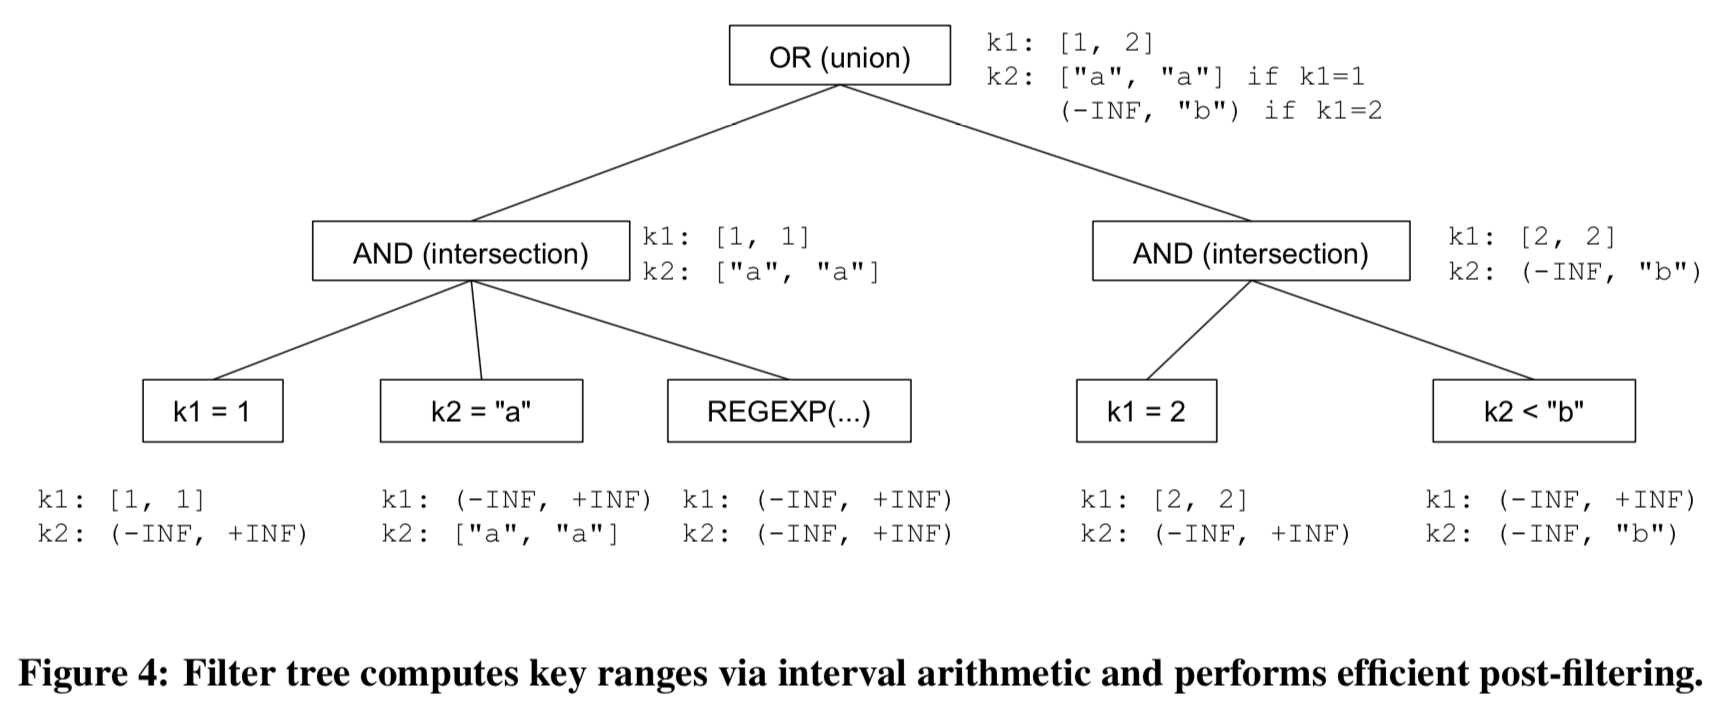 OR (union)
k1: [1, 2]
k2: ["a", "a"] if k1=1
(-INF, "b") if k1=2
AND (intersection)
k1: [1, 1]
k2: ["a", "a"]
AND (intersection)
k1: [2, 2]
k2: (-INF, "b")
k1 = 1
k2 = "a"
REGEXP(...)
k1 = 2
k2 < "b"
k1: [1, 1]
k2: (-INF, +INF)
k1: (-INF, +INF)
k2: ["a", "a"]
k1: (-INF, +INF)
k2: (-INF, +INF)
k1: [2, 2]
k2: (-INF, +INF)
k1: (-INF, +INF)
k2: (-INF, "b")
Figure 4: Filter tree computes key ranges via interval arithmetic and performs efficient post-filtering.